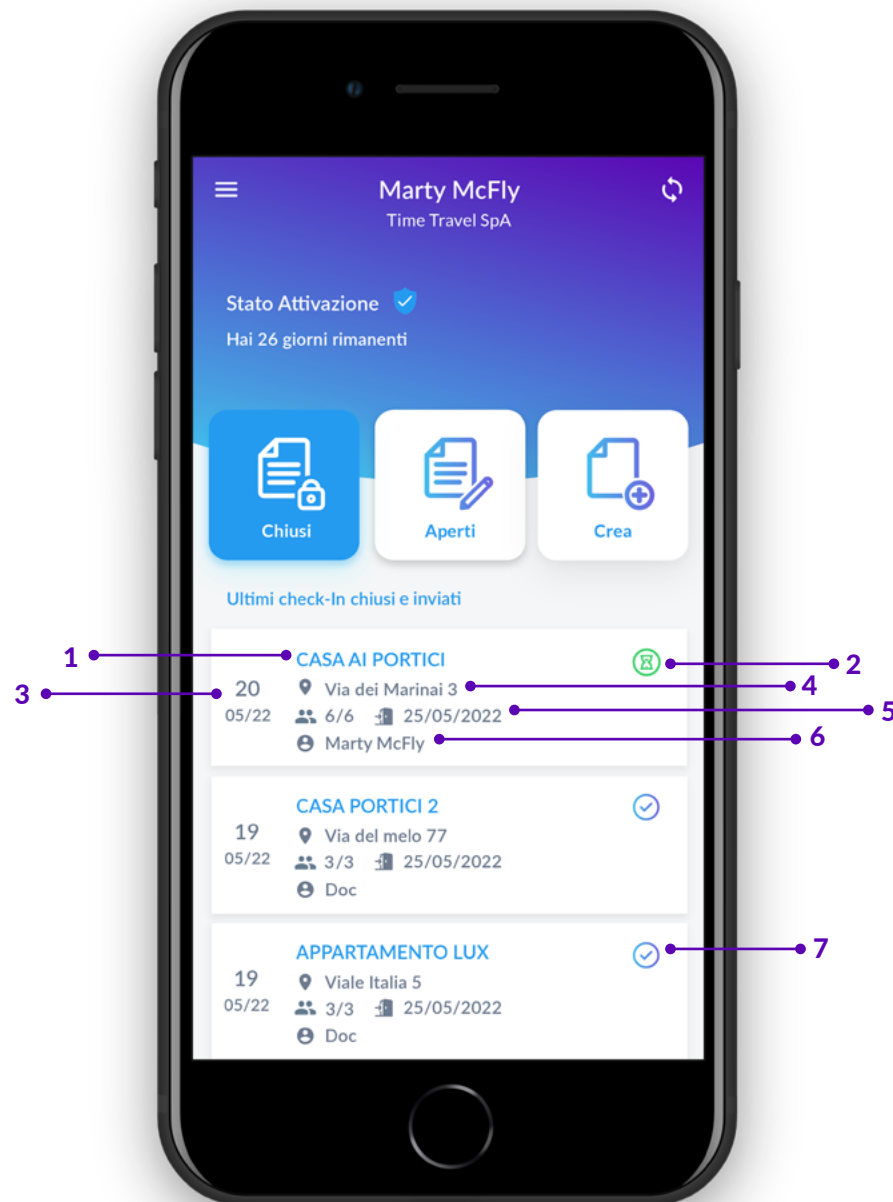 Marty McFly
Time Travel SpA
Stato Attivazione
Hai 26 giorni rimanenti
Chiusi
Aperti
Crea
Ultimi check-In chiusi e inviati
1
CASA AI PORTICI
2
3
20
05/22
Via dei Marinai 3
4
6/6
25/05/2022
5
Marty McFly
6
CASA PORTICI 2
19
05/22
Via del melo 77
3/3
25/05/2022
Doc
APPARTAMENTO LUX
7
19
05/22
Viale Italia 5
3/3
25/05/2022
Doc